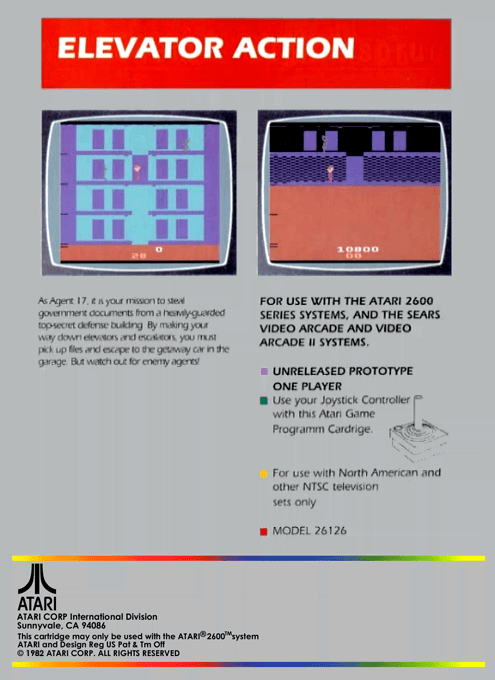 ELEVATOR ACTION
0
28
10800
00
As Agent 17, it is your mission to steal
government documents from a heavily-guarded
top-secret defense building. By making your
way down elevators and escalators, you must
pick up files and escape to the getaway car in the
garage. But watch out for enemy agents!
FOR USE WITH THE ATARI 2600
SERIES SYSTEMS, AND THE SEARS
VIDEO ARCADE AND VIDEO
ARCADE II SYSTEMS.
UNRELEASED PROTOTYPE
ONE PLAYER
Use your Joystick Controller
with this Atari Game
Programm Cardrige.
For use with North American and
other NTSC television
sets only
MODEL 26126
ATARI
ATARI CORP International Division
Sunnyvale, CA 94086
This cartridge may only be used with the ATARI® 2600™ system
ATARI and Design Reg US Pat & Tm Off
© 1982 ATARI CORP. ALL RIGHTS RESERVED